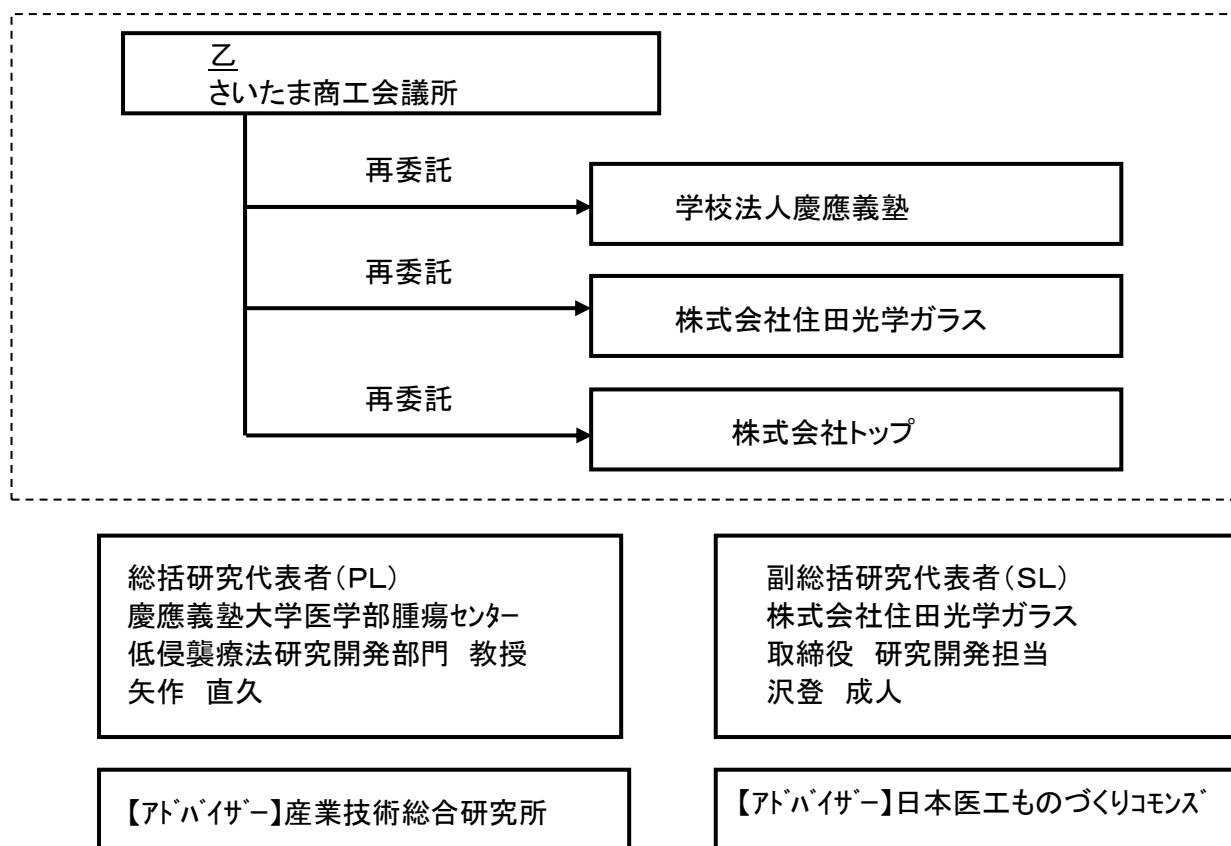 乙
さいたま商工会議所
再委託
学校法人慶應義塾
再委託
株式会社住田光学ガラス
再委託
株式会社トップ
総括研究代表者(PL)
慶應義塾大学医学部腫瘍ｾﾝﾀｰ
低侵襲療法研究開発部門　教授
矢作　直久
副総括研究代表者(SL)
株式会社住田光学ガラス
取締役　研究開発担当
沢登　成人
【ｱﾄﾞﾊﾞｲｻﾞｰ】産業技術総合研究所
【ｱﾄﾞﾊﾞｲｻﾞｰ】日本医工ものづくりｺﾓﾝｽﾞ